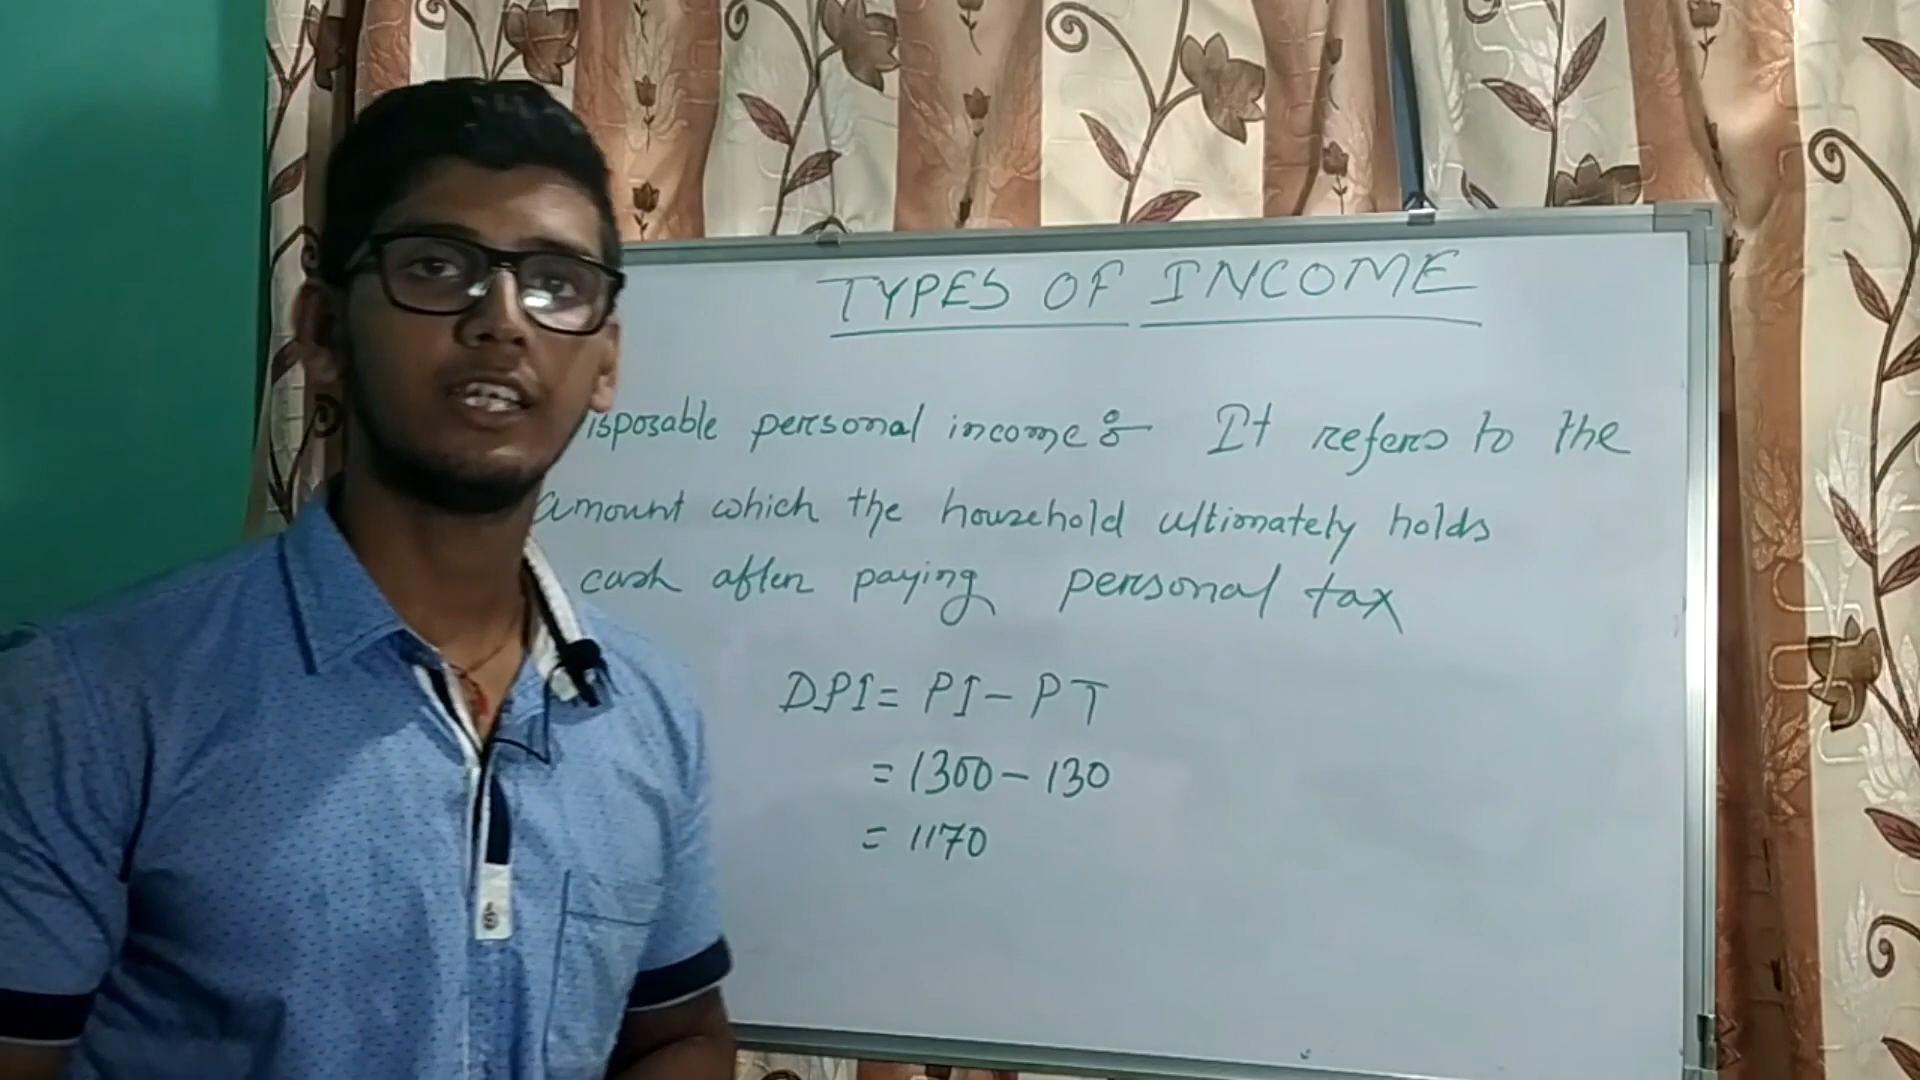 TYPES OF INCOME
isposable personal income :- It refers to the
amount which the household ultimately holds
cash after paying personal tax
DPI = PI - PT
= 1300 - 130
= 1170